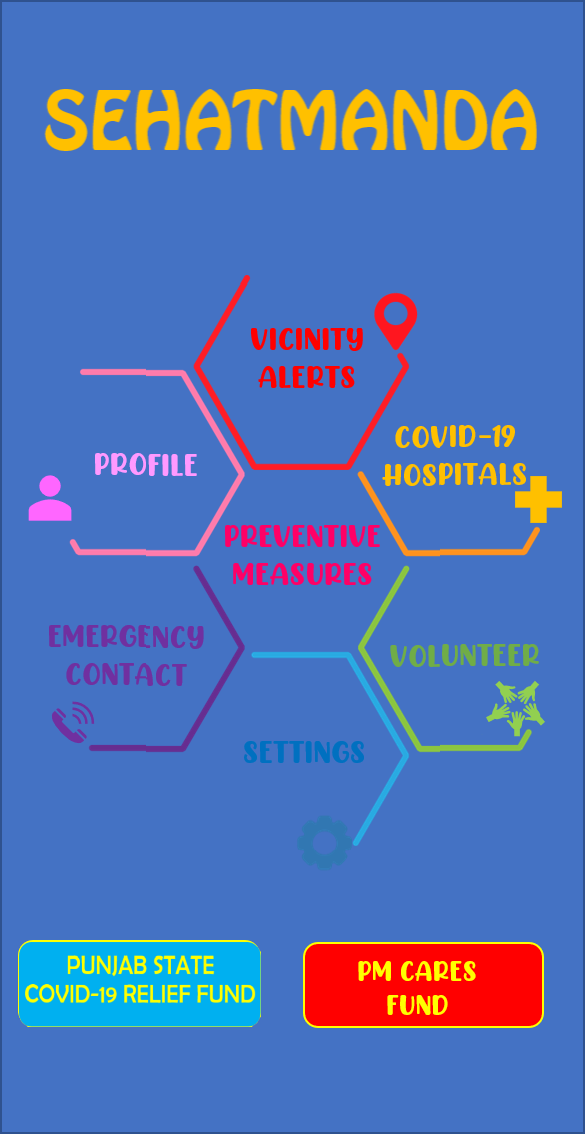 SEHATMANDA
VICINITY
ALERTS
PROFILE
COVID-19
HOSPITALS
PREVENTIVE
MEASURES
EMERGENCY
CONTACT
VOLUNTEER
SETTINGS
PUNJAB STATE
COVID-19 RELIEF FUND
PM CARES
FUND